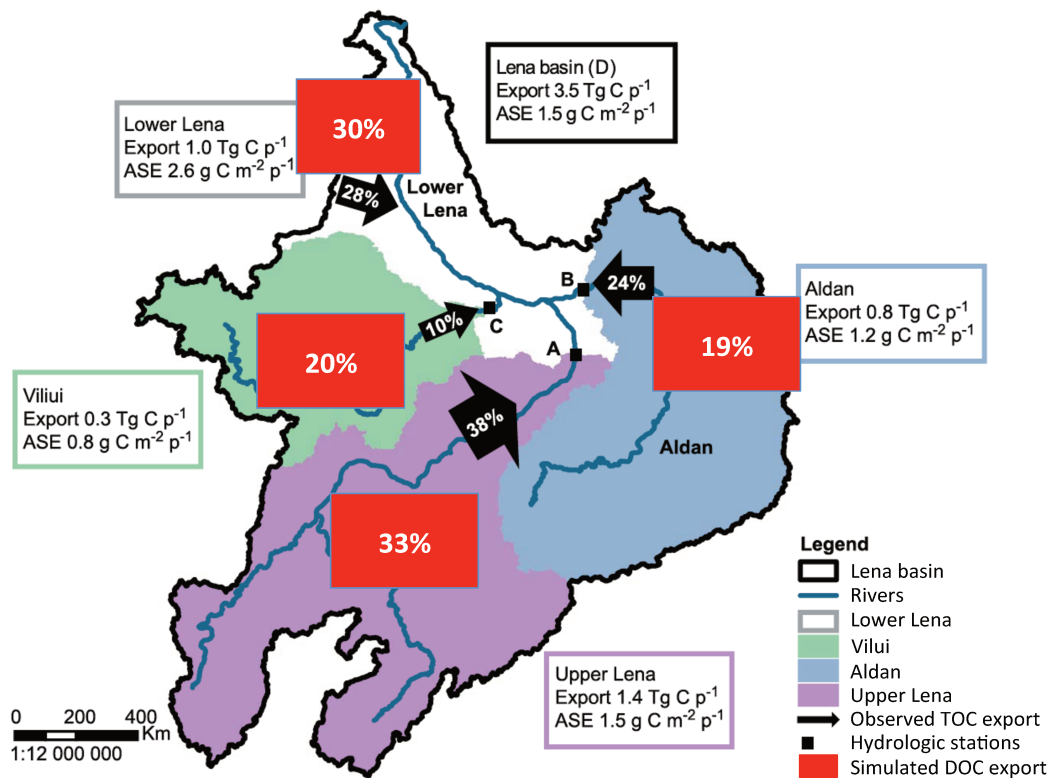 Lena basin (D)
Export 3.5 Tg C p⁻¹
ASE 1.5 g C m⁻² p⁻¹
Lower Lena
Export 1.0 Tg C p⁻¹
ASE 2.6 g C m⁻² p⁻¹
30%
28%
Lower
Lena
B
24%
Aldan
Export 0.8 Tg C p⁻¹
ASE 1.2 g C m⁻² p⁻¹
C
10%
A
20%
19%
Viliui
Export 0.3 Tg C p⁻¹
ASE 0.8 g C m⁻² p⁻¹
38%
Aldan
33%
Upper Lena
Export 1.4 Tg C p⁻¹
ASE 1.5 g C m⁻² p⁻¹
Legend
Lena basin
Rivers
Lower Lena
Vilui
Aldan
Upper Lena
Observed TOC export
Hydrologic stations
Simulated DOC export
0 200 400
Km
1:12 000 000